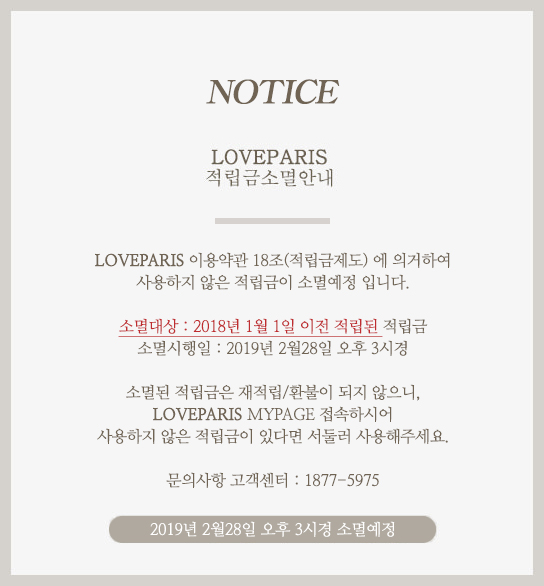 NOTICE
LOVEPARIS
적립금소멸안내
LOVEPARIS 이용약관 18조(적립금제도) 에 의거하여
사용하지 않은 적립금이 소멸예정 입니다.
소멸대상 : 2018년 1월 1일 이전 적립된 적립금
소멸시행일 : 2019년 2월28일 오후 3시경
소멸된 적립금은 재적립/환불이 되지 않으니,
LOVEPARIS MYPAGE 접속하시어
사용하지 않은 적립금이 있다면 서둘러 사용해주세요.
문의사항 고객센터 : 1877-5975
2019년 2월28일 오후 3시경 소멸예정